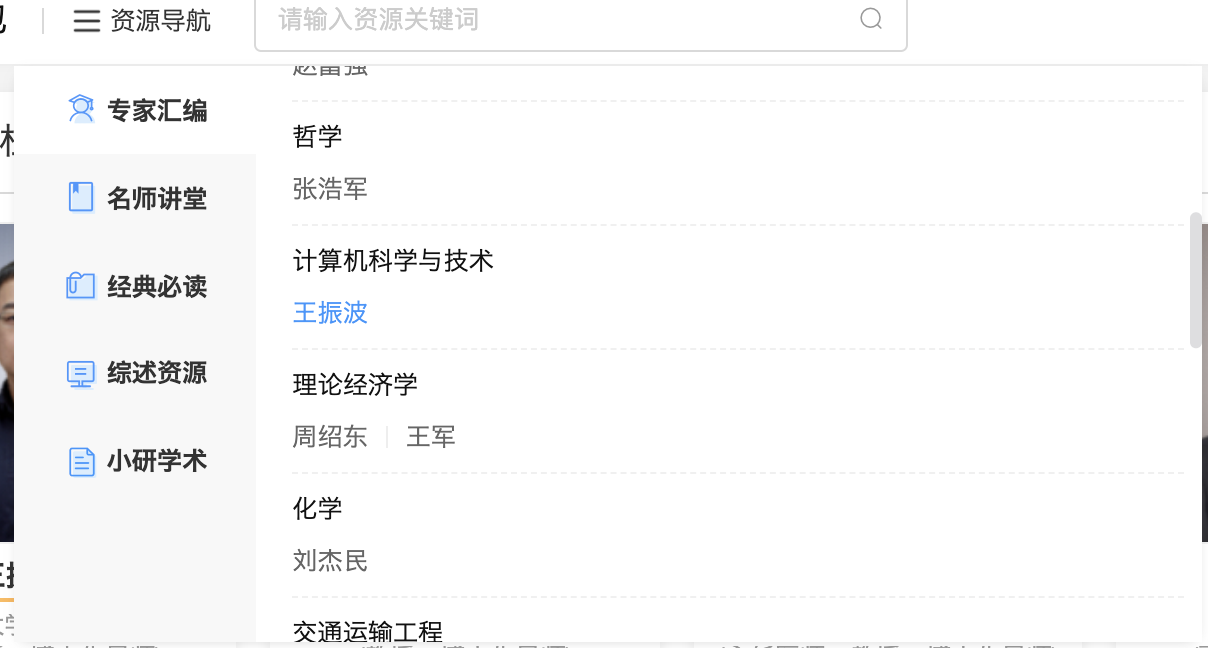 资源导航
请输入资源关键词
赵富强
专家汇编
名师讲堂
经典必读
综述资源
小研学术
哲学
张浩军
计算机科学与技术
王振波
理论经济学
周绍东 王军
化学
刘杰民
交通运输工程